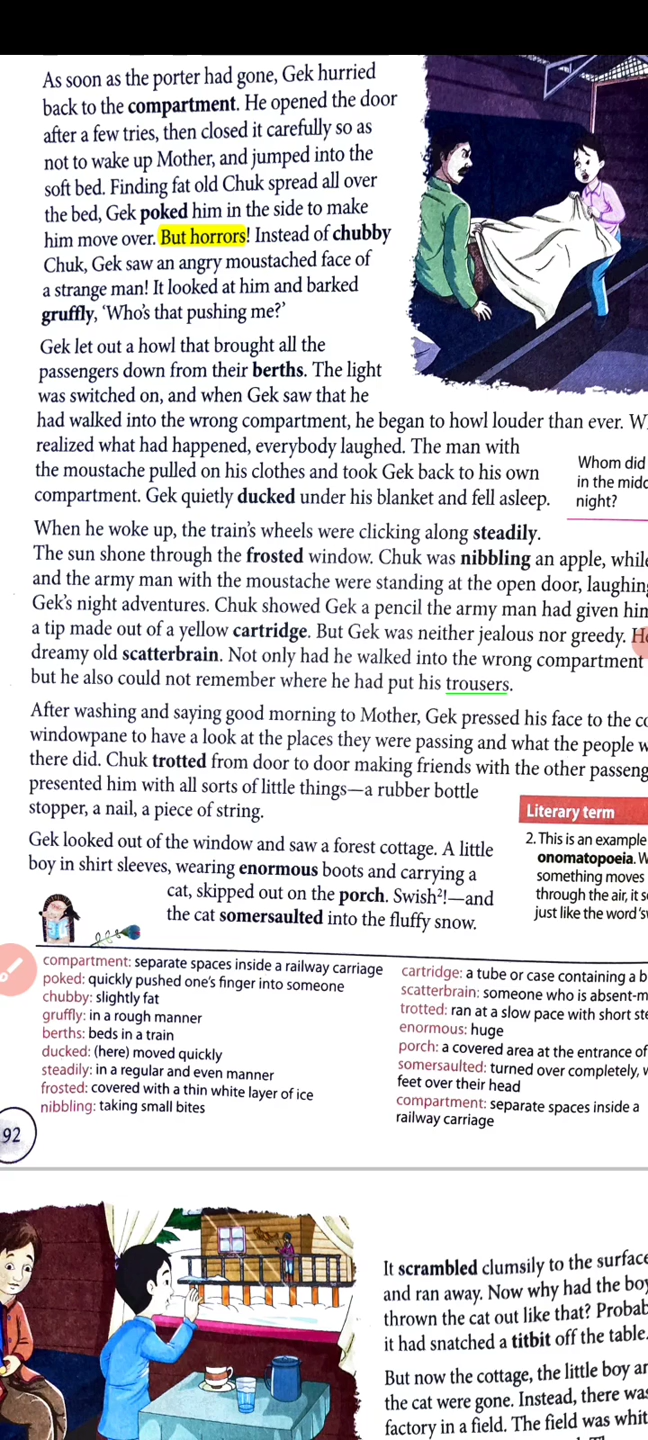 As soon as the porter had gone, Gek hurried
back to the compartment. He opened the door
after a few tries, then closed it carefully so as
not to wake up Mother, and jumped into the
soft bed. Finding fat old Chuk spread all over
the bed, Gek poked him in the side to make
him move over. But horrors! Instead of chubby
Chuk, Gek saw an angry moustached face of
a strange man! It looked at him and barked
gruffly, ‘Who’s that pushing me?’
Gek let out a howl that brought all the
passengers down from their berths. The light
was switched on, and when Gek saw that he
had walked into the wrong compartment, he began to howl louder than ever.
realized what had happened, everybody laughed. The man with
the moustache pulled on his clothes and took Gek back to his own
compartment. Gek quietly ducked under his blanket and fell asleep.
Whom did
in the
night?
When he woke up, the train’s wheels were clicking along steadily.
The sun shone through the frosted window. Chuk was nibbling an apple,
and the army man with the moustache were standing at the open door,
Gek’s night adventures. Chuk showed Gek a pencil the army man had given
a tip made out of a yellow cartridge. But Gek was neither jealous nor greedy.
dreamy old scatterbrain. Not only had he walked into the wrong compartment
but he also could not remember where he had put his trousers.
After washing and saying good morning to Mother, Gek pressed his face to the
windowpane to have a look at the places they were passing and what the people
there did. Chuk trotted from door to door making friends with the other
presented him with all sorts of little things—a rubber bottle
stopper, a nail, a piece of string.
Gek looked out of the window and saw a forest cottage. A little
boy in shirt sleeves, wearing enormous boots and carrying a
cat, skipped out on the porch. Swish²!—and
the cat somersaulted into the fluffy snow.
Literary term
2. This is an example
onomatopoeia.
something moves
through the air, it
just like the word
compartment: separate spaces inside a railway carriage
poked: quickly pushed one’s finger into someone
chubby: slightly fat
gruffly: in a rough manner
berths: beds in a train
ducked: (here) moved quickly
steadily: in a regular and even manner
frosted: covered with a thin white layer of ice
nibbling: taking small bites
cartridge: a tube or case containing a
scatterbrain: someone who is
trotted: ran at a slow pace with short
enormous: huge
porch: a covered area at the entrance of
somersaulted: turned over completely,
feet over their head
compartment: separate spaces inside a
railway carriage
92
It scrambled clumsily to the surface
and ran away. Now why had the boy
thrown the cat out like that?
it had snatched a titbit off the table.
But now the cottage, the little boy
the cat were gone. Instead, there was
factory in a field. The field was